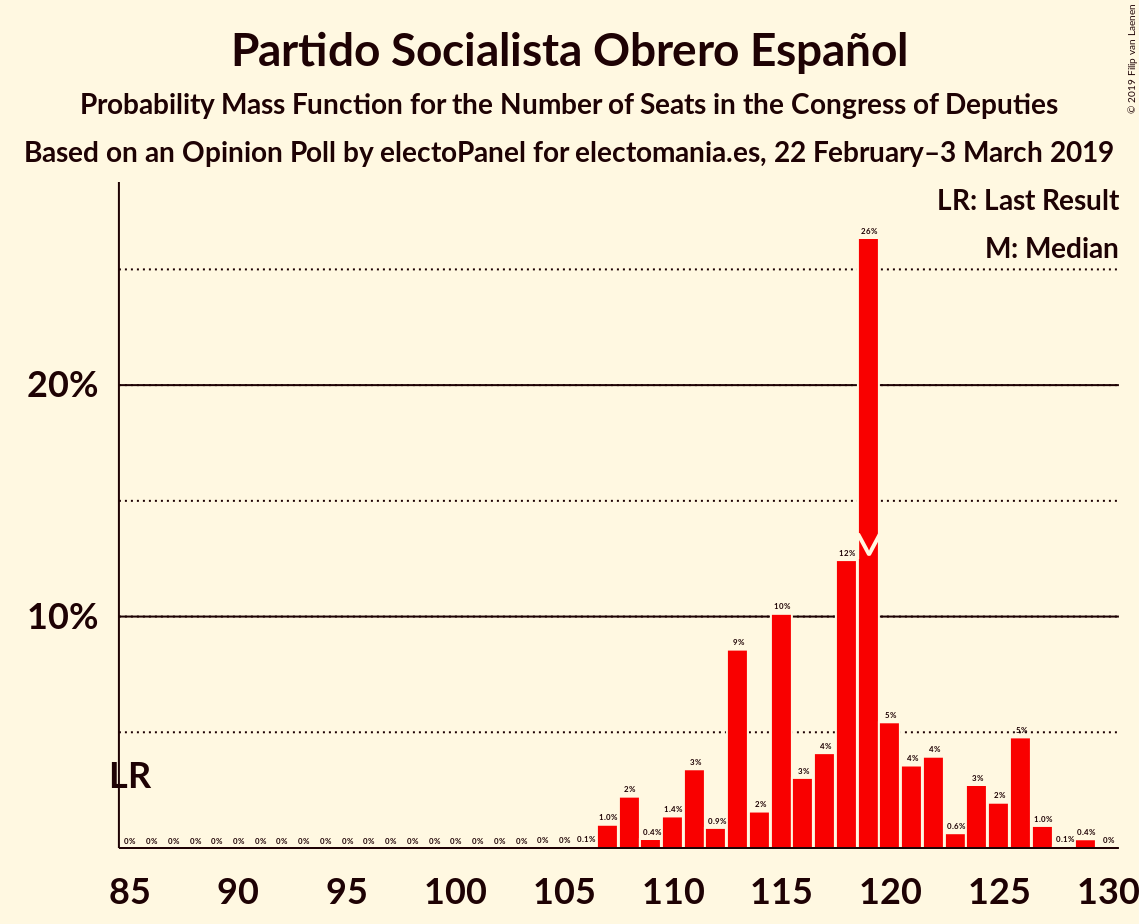 Partido Socialista Obrero Español
Probability Mass Function for the Number of Seats in the Congress of Deputies
Based on an Opinion Poll by electoPanel for electomania.es, 22 February–3 March 2019
© 2019 Filip van Laenen
LR: Last Result
M: Median
20%
10%
LR
0% 0% 0% 0% 0% 0% 0% 0% 0% 0% 0% 0% 0% 0% 0% 0% 0% 0% 0% 0% 0% 0.1% 1.0% 2% 0.4% 1.4% 3% 0.9% 9% 2% 10% 3% 4% 12% 26% 5% 4% 4% 0.6% 3% 2% 5% 1.0% 0.1% 0.4% 0%
85 90 95 100 105 110 115 120 125 130